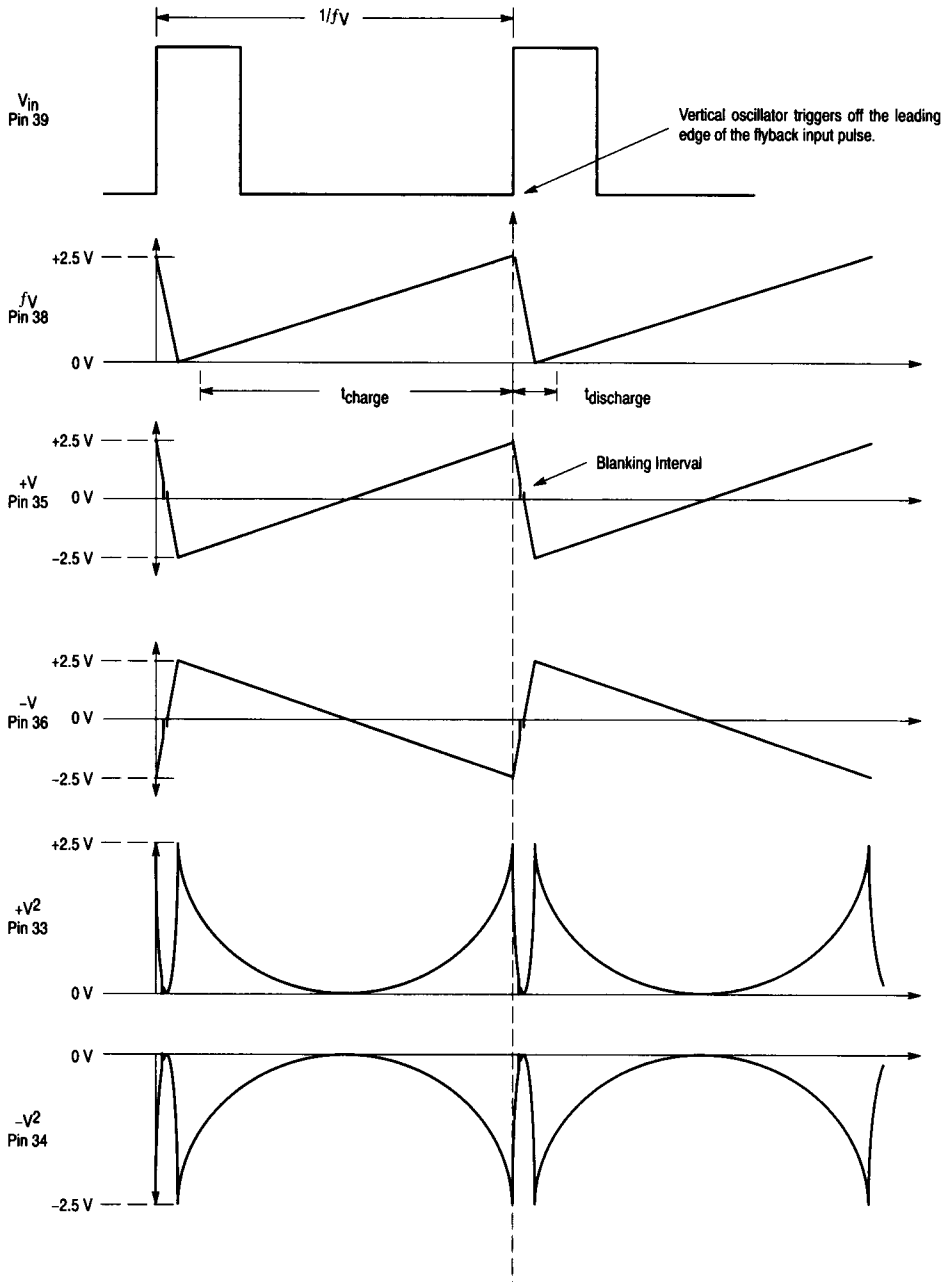 1/fV
Vin
Pin 39
Vertical oscillator triggers off the leading
edge of the flyback input pulse.
+2.5 V
fV
Pin 38
0 V
tcharge
tdischarge
+2.5 V
+V
Pin 35
0 V
Blanking Interval
−2.5 V
+2.5 V
−V
Pin 36
0 V
−2.5 V
+2.5 V
+V2
Pin 33
0 V
0 V
−V2
Pin 34
−2.5 V